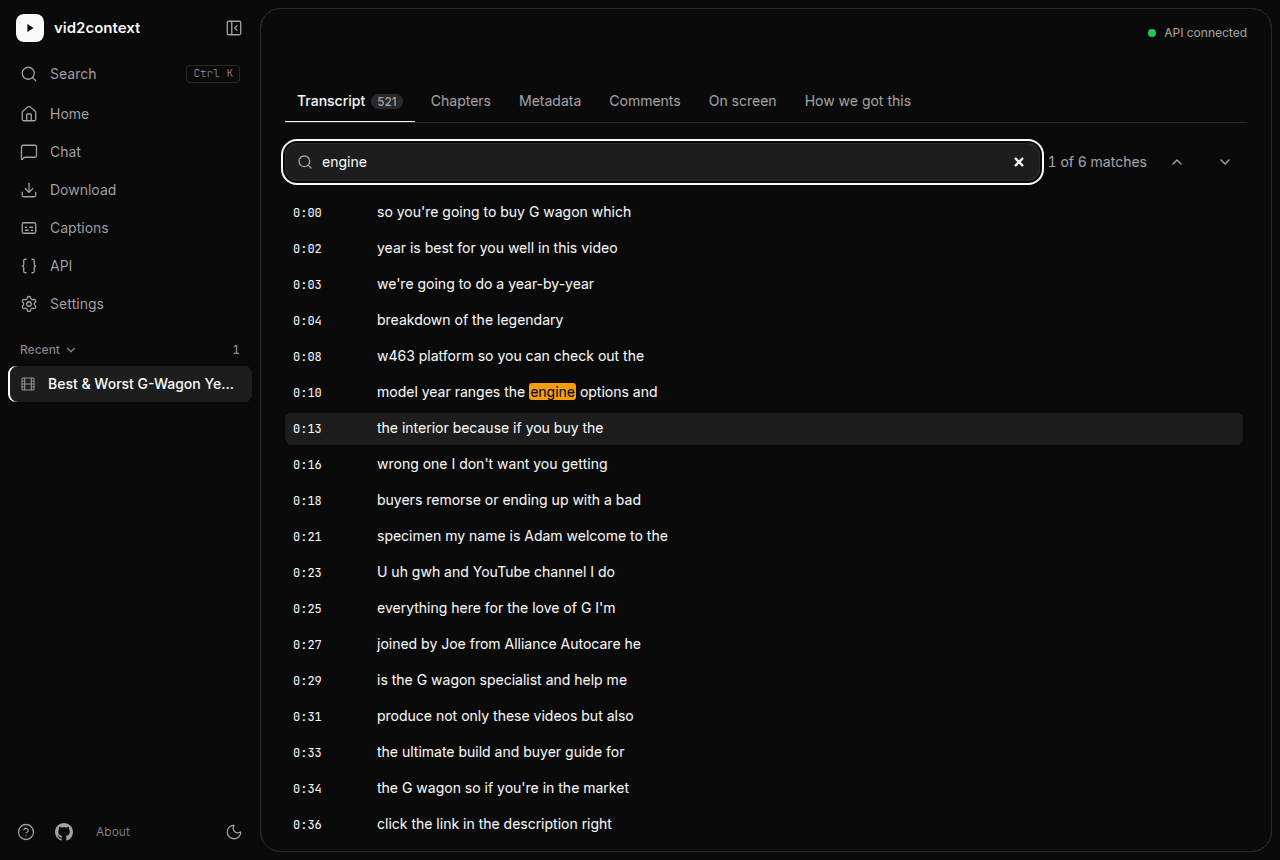 vid2context
Search Ctrl K
Home
Chat
Download
Captions
API
Settings
Recent 1
Best & Worst G-Wagon Ye...
About
API connected
Transcript 521 Chapters Metadata Comments On screen How we got this
engine 1 of 6 matches
0:00 so you're going to buy G wagon which
0:02 year is best for you well in this video
0:03 we're going to do a year-by-year
0:04 breakdown of the legendary
0:08 w463 platform so you can check out the
0:10 model year ranges the engine options and
0:13 the interior because if you buy the
0:16 wrong one I don't want you getting
0:18 buyers remorse or ending up with a bad
0:21 specimen my name is Adam welcome to the
0:23 U uh gwh and YouTube channel I do
0:25 everything here for the love of G I'm
0:27 joined by Joe from Alliance Autocare he
0:29 is the G wagon specialist and help me
0:31 produce not only these videos but also
0:33 the ultimate build and buyer guide for
0:34 the G wagon so if you're in the market
0:36 click the link in the description right